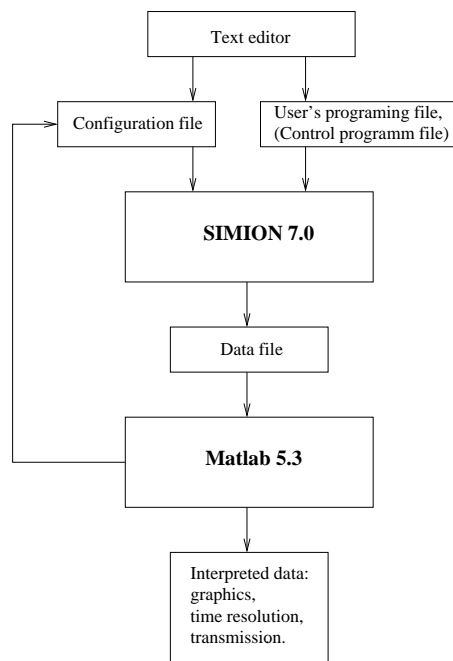 Text editor
Configuration file
User's programing file,
(Control programm file)
SIMION 7.0
Data file
Matlab 5.3
Interpreted data:
graphics,
time resolution,
transmission.